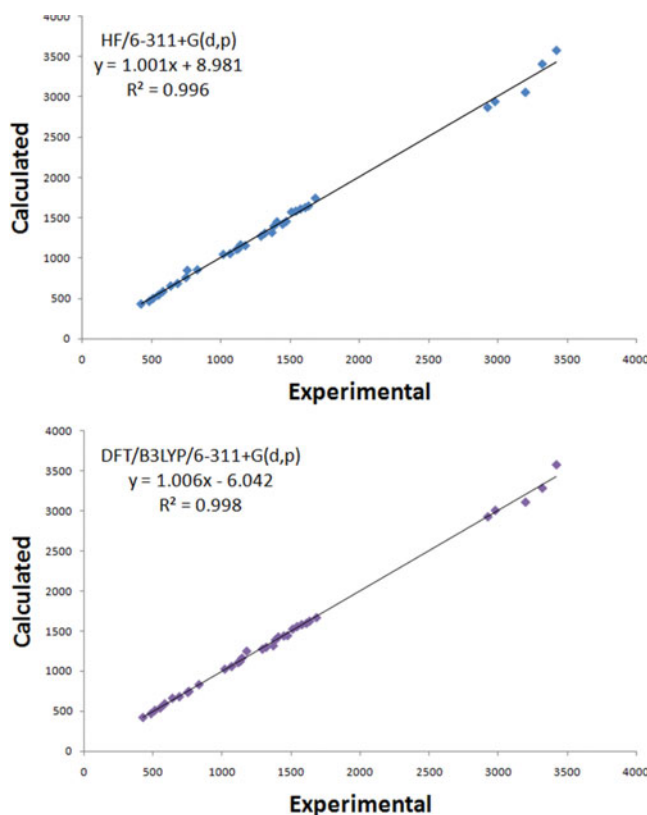 HF/6-311+G(d,p)
y = 1.001x + 8.981
R² = 0.996
4000
3500
3000
2500
2000
1500
1000
500
0
Calculated
0 500 1000 1500 2000 2500 3000 3500 4000
Experimental
DFT/B3LYP/6-311+G(d,p)
y = 1.006x - 6.042
R² = 0.998
4000
3500
3000
2500
2000
1500
1000
500
0
Calculated
0 500 1000 1500 2000 2500 3000 3500 4000
Experimental